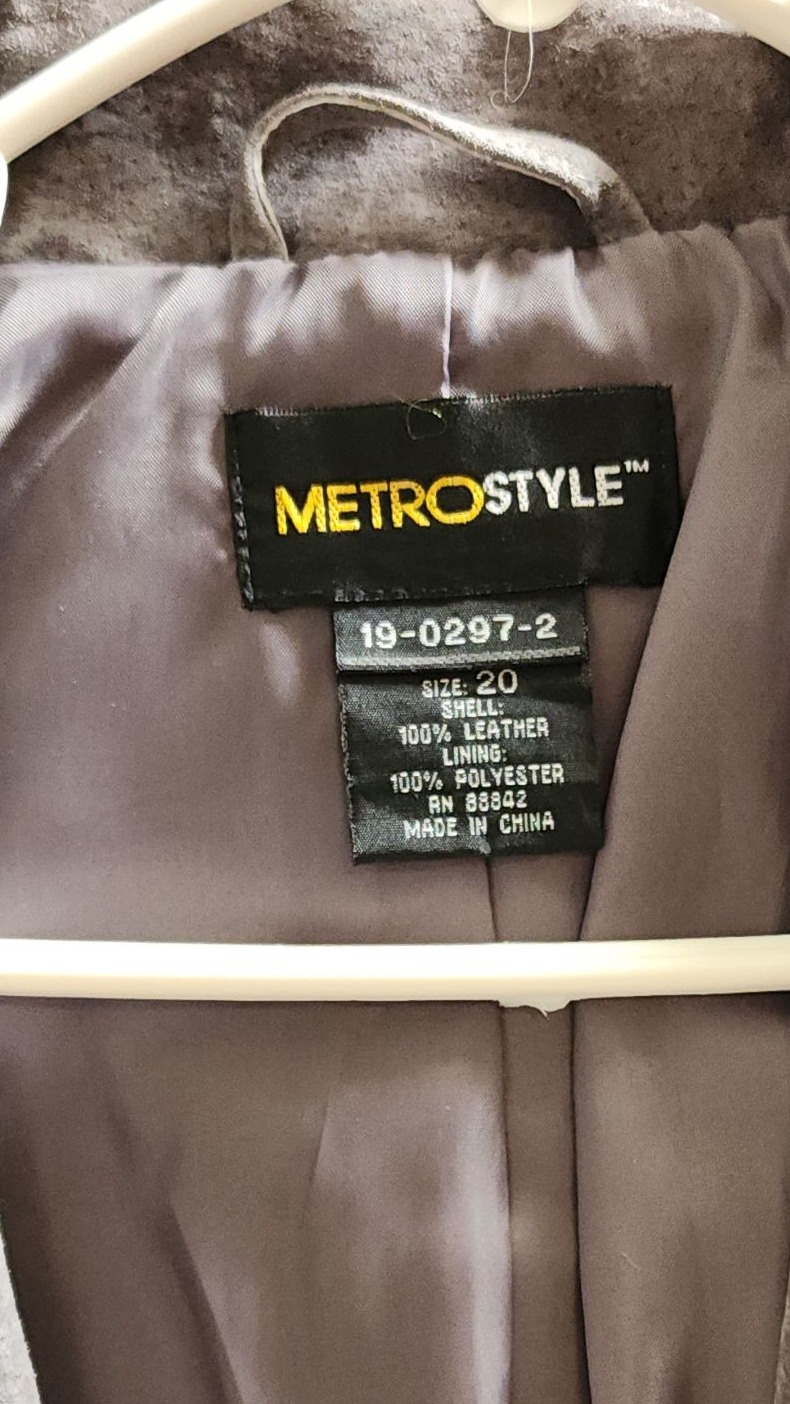 METROSTYLE™
19-0297-2
SIZE: 20
SHELL:
100% LEATHER
LINING:
100% POLYESTER
RN 88842
MADE IN CHINA